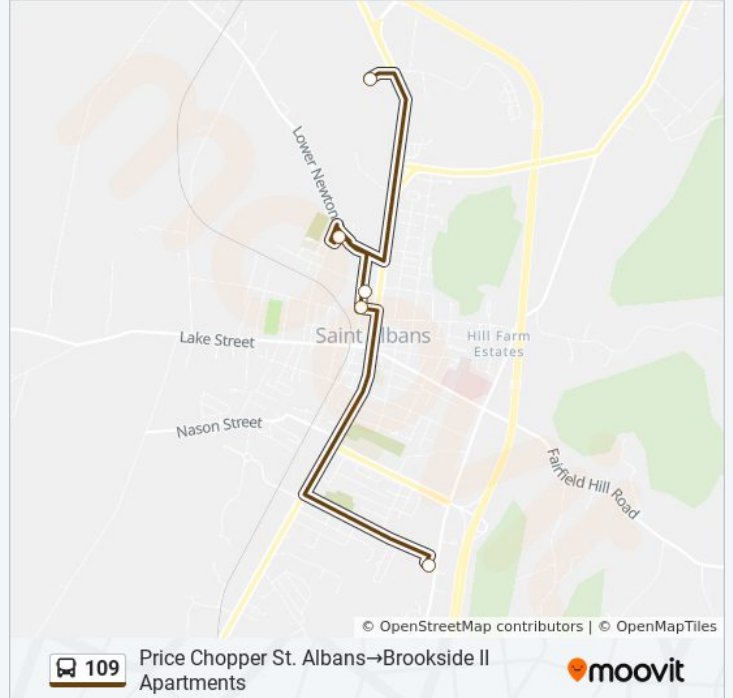 Lower Newton
Saint Albans
Hill Farm
Estates
Lake Street
Nason Street
Fairfield Hill Road
© OpenStreetMap contributors | © OpenMapTiles
109
Price Chopper St. Albans→Brookside II
Apartments
moovit
moovit